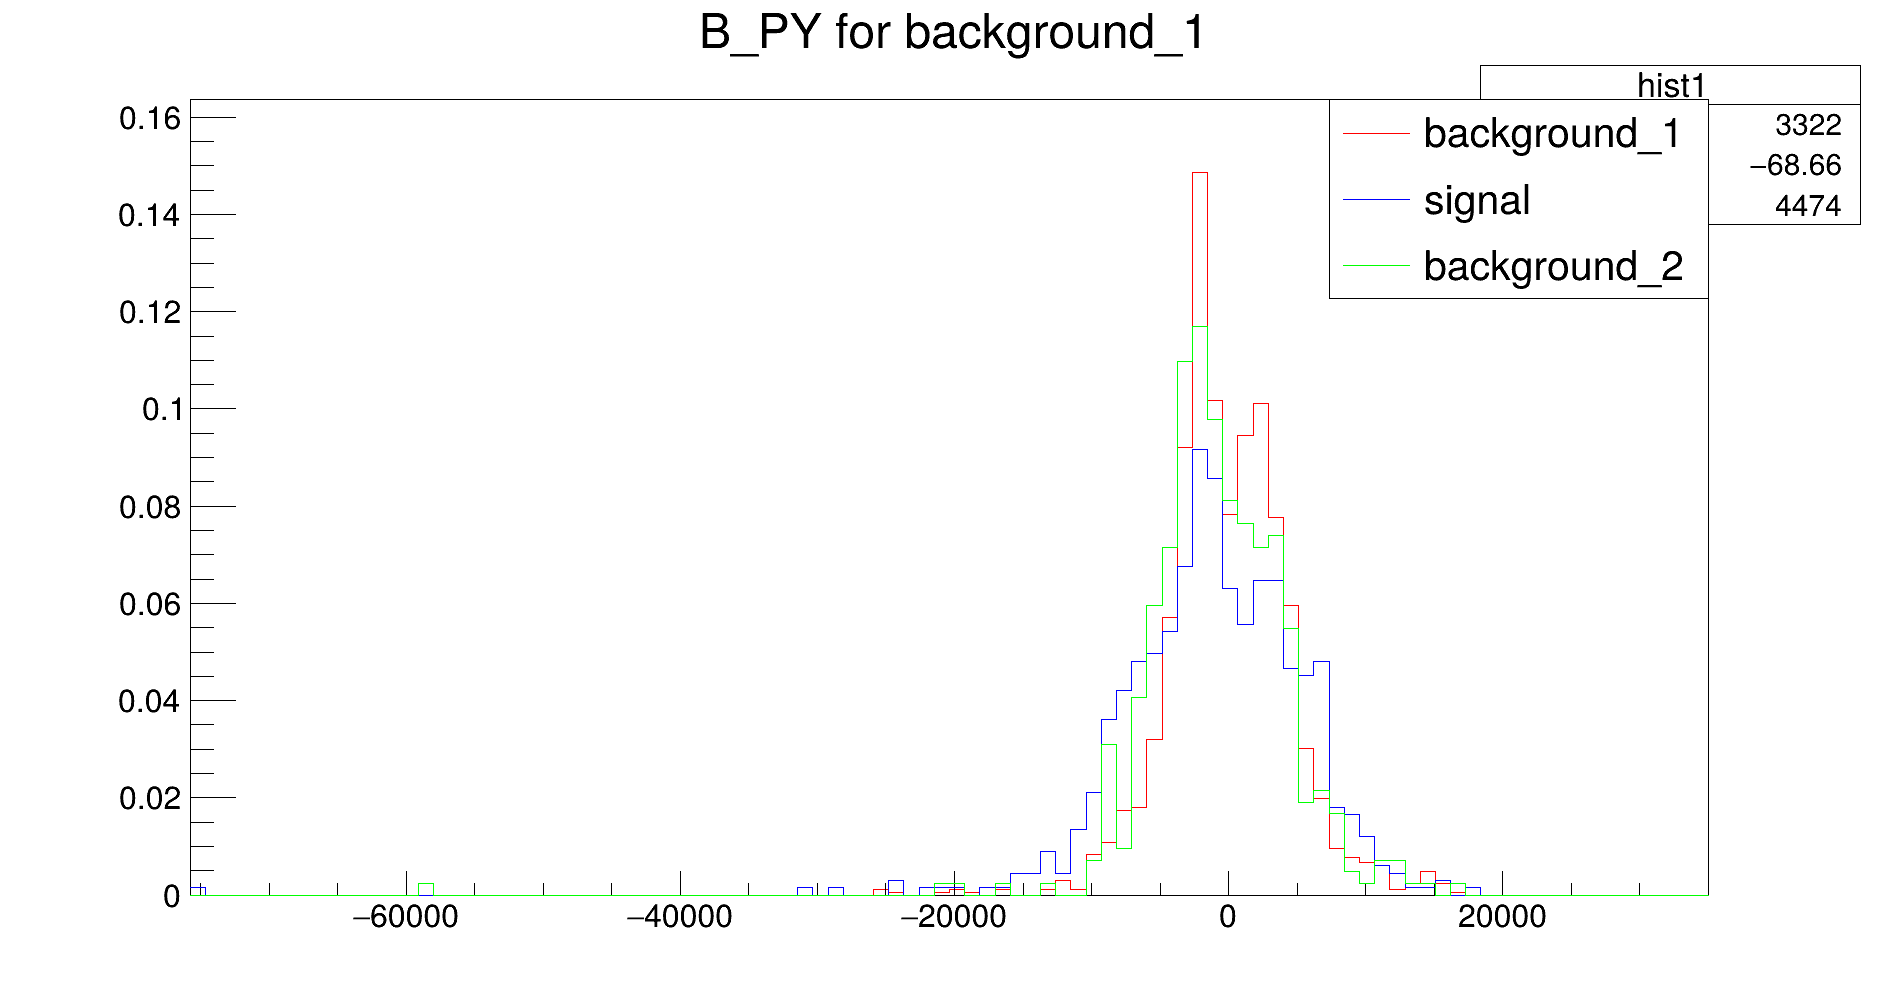 B_PY for background_1
hist1
3322
−68.66
4474
background_1
signal
background_2
0.16
0.14
0.12
0.1
0.08
0.06
0.04
0.02
0
−60000 −40000 −20000 0 20000